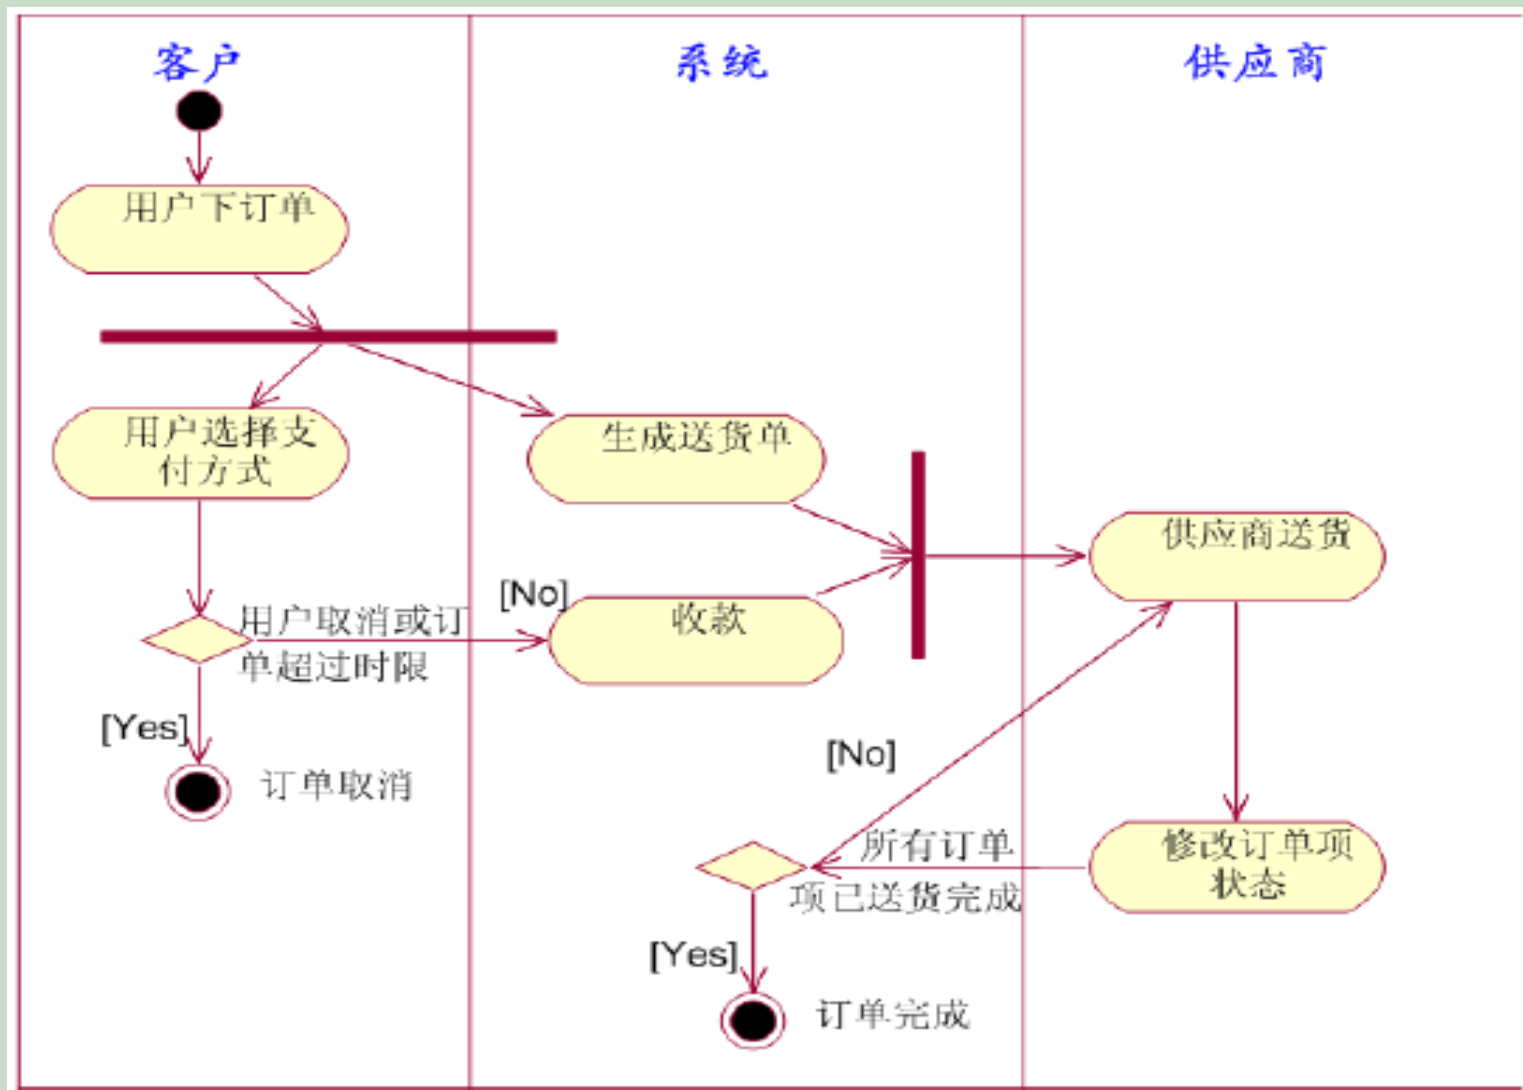 客户
系统
供应商
用户下订单
用户选择支
付方式
生成送货单
供应商送货
[No]
用户取消或订
单超过时限
收款
[Yes]
订单取消
[No]
所有订单
项已送货完成
修改订单项
状态
[Yes]
订单完成